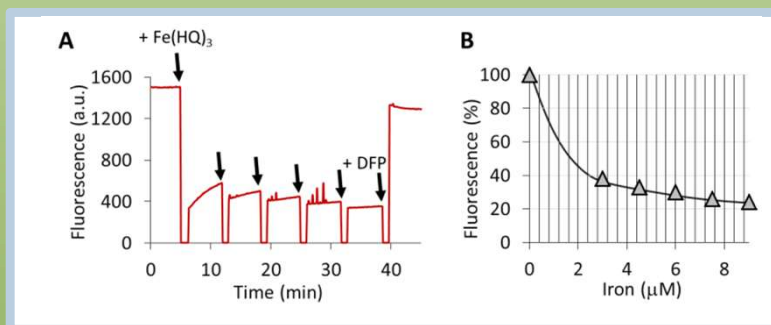 A
+ Fe(HQ)3
Fluorescence (a.u.)
1600
1200
800
400
0
+ DFP
0 10 20 30 40
Time (min)
B
Fluorescence (%)
100
80
60
40
20
0
0 2 4 6 8
Iron (μM)